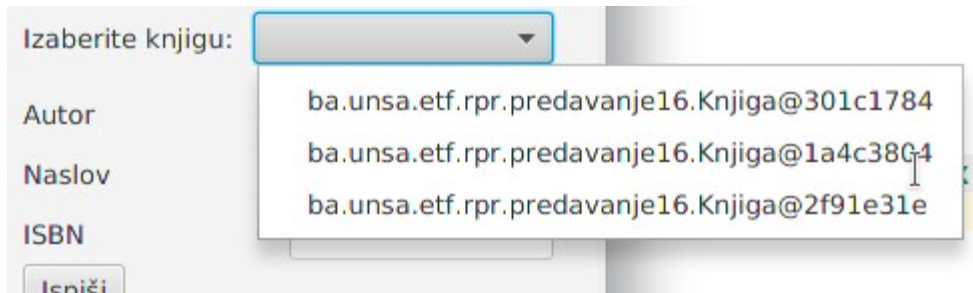 Izaberite knjigu:
ba.unsa.etf.rpr.predavanje16.Knjiga@301c1784
Autor
ba.unsa.etf.rpr.predavanje16.Knjiga@1a4c3804
Naslov
ba.unsa.etf.rpr.predavanje16.Knjiga@2f91e31e
ISBN
Ispiši